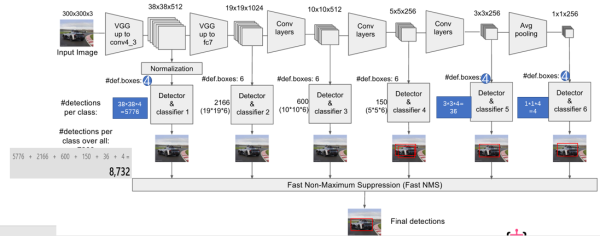 300x300x3
38x38x512
19x19x1024
10x10x512
5x5x256
3x3x256
1x1x256
VGG up to conv4_3
VGG up to fc7
Conv layers
Conv layers
Conv layers
Avg pooling
Input Image
Normalization
#def.boxes: 4
#def.boxes: 6
#def.boxes: 6
#def.boxes: 6
#def.boxes: 4
#def.boxes: 4
#detections per class:
38*38*4 =5776
Detector & classifier 1
2166 (19*19*6)
Detector & classifier 2
600 (10*10*6)
Detector & classifier 3
150 (5*5*6)
Detector & classifier 4
3*3*4= 36
Detector & classifier 5
1*1*4 =4
Detector & classifier 6
#detections per class over all:
5776 + 2166 + 600 + 150 + 36 + 4 =
8,732
Fast Non-Maximum Suppression (Fast NMS)
Final detections